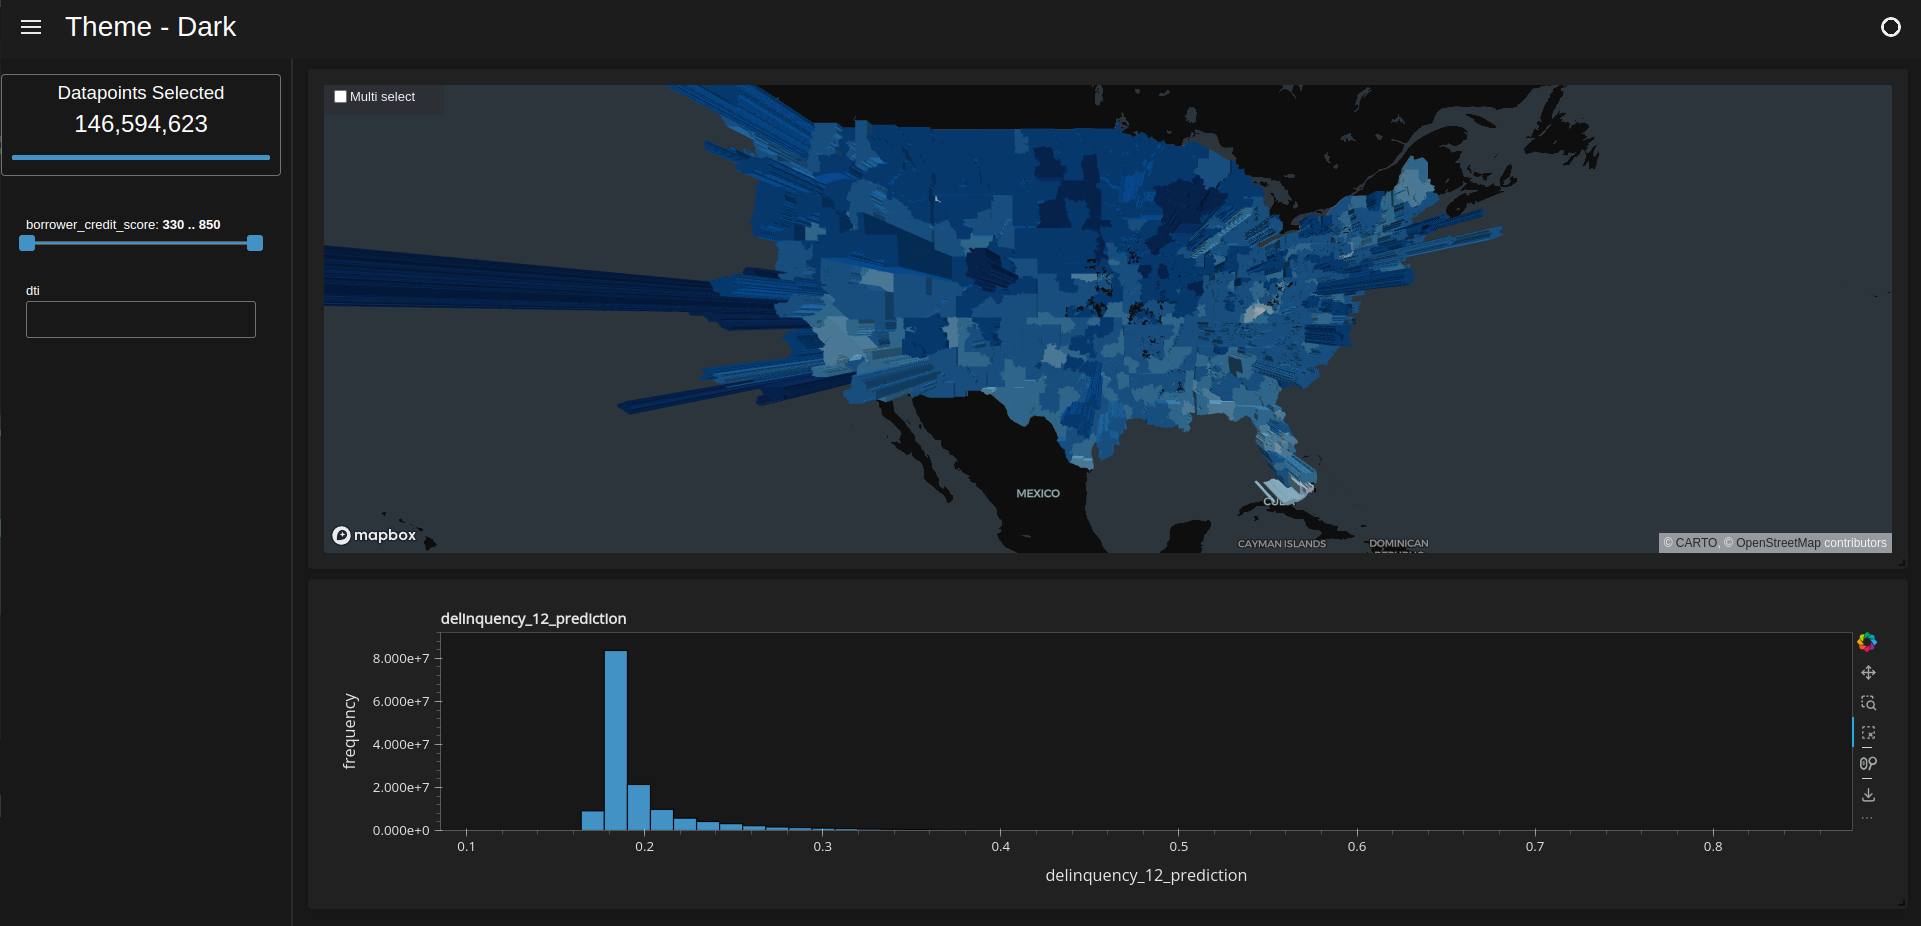 Theme - Dark
Datapoints Selected
146,594,623
borrower_credit_score: 330 .. 850
dti
Multi select
MEXICO
CUBA
CAYMAN ISLANDS
DOMINICAN
mapbox
© CARTO, © OpenStreetMap contributors
delinquency_12_prediction
frequency
8.000e+7
6.000e+7
4.000e+7
2.000e+7
0.000e+0
0.1 0.2 0.3 0.4 0.5 0.6 0.7 0.8
delinquency_12_prediction